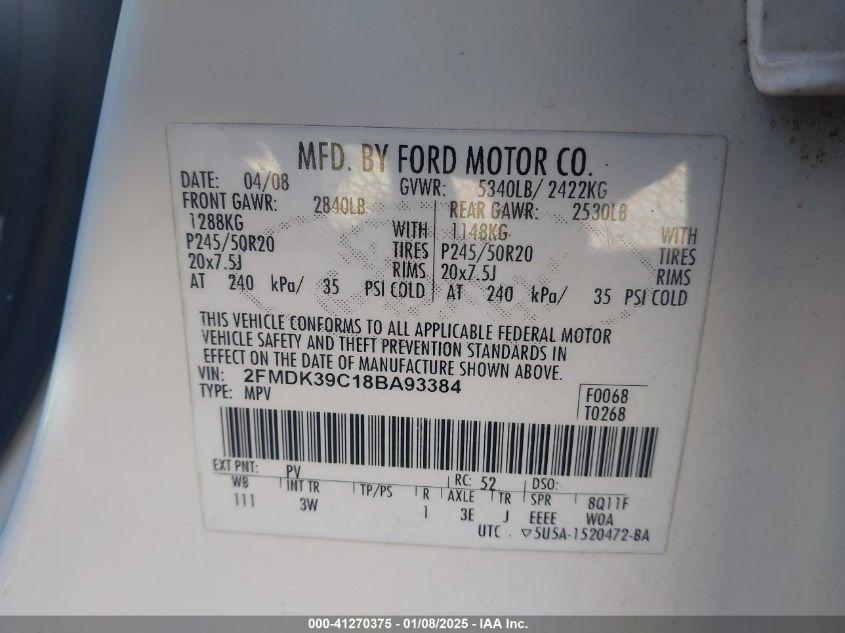 MFD. BY FORD MOTOR CO.
DATE: 04/08 GVWR: 5340LB/ 2422KG
FRONT GAWR: 2840LB REAR GAWR: 2530LB
1288KG WITH 1148KG WITH
P245/50R20 TIRES P245/50R20 TIRES
20x7.5J RIMS 20x7.5J RIMS
AT 240 kPa/ 35 PSI COLD AT 240 kPa/ 35 PSI COLD
THIS VEHICLE CONFORMS TO ALL APPLICABLE FEDERAL MOTOR
VEHICLE SAFETY AND THEFT PREVENTION STANDARDS IN
EFFECT ON THE DATE OF MANUFACTURE SHOWN ABOVE.
VIN: 2FMDK39C18BA93384 F0068
TYPE: MPV T0268
EXT PNT: PV RC: 52 DSO:
WB INT TR TP/PS R AXLE TR SPR 8Q11F
111 3W 1 3E J EEEE WOA
UTC ▽5U5A-1520472-BA
000-41270375 - 01/08/2025 - IAA Inc.